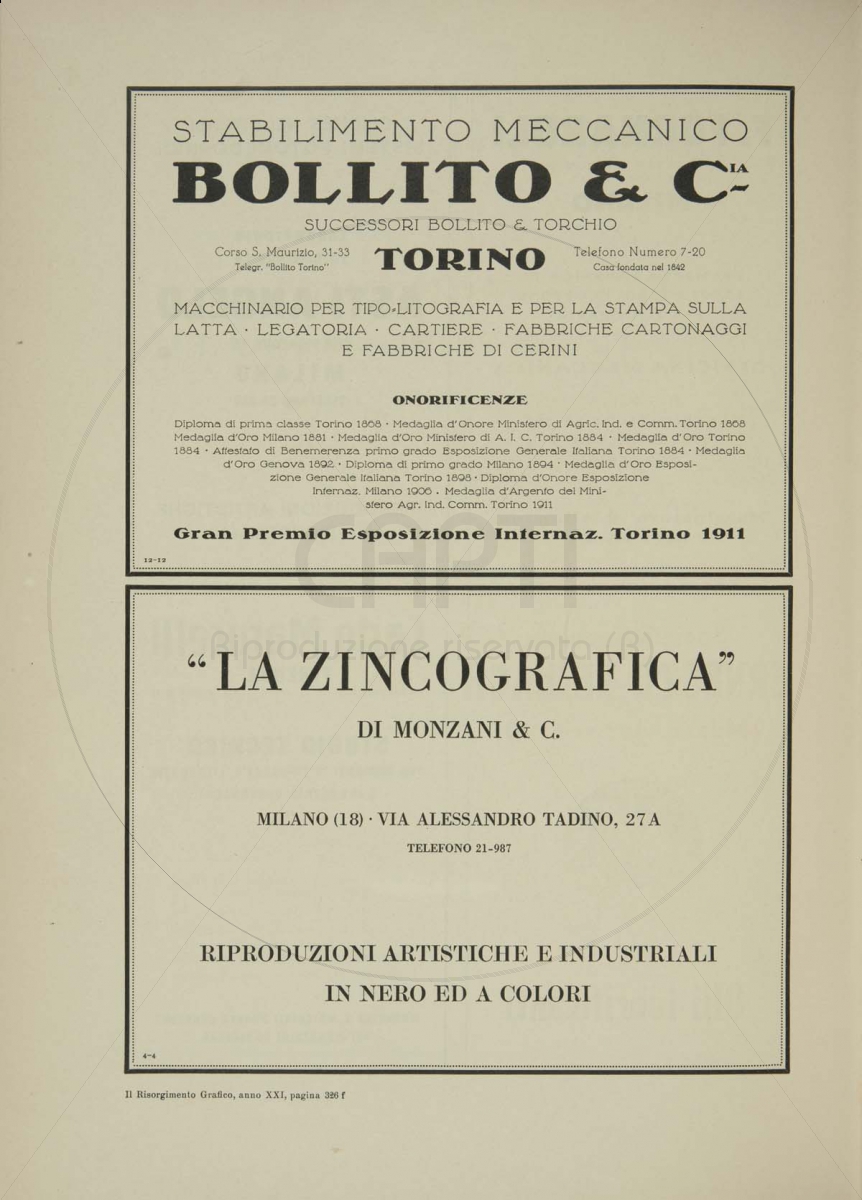 STABILIMENTO MECCANICO
BOLLITO & CIA
SUCCESSORI BOLLITO & TORCHIO
Corso S. Maurizio, 31-33
Telegr. "Bollito Torino"
TORINO
Telefono Numero 7-20
Casa fondata nel 1842
MACCHINARIO PER TIPO-LITOGRAFIA E PER LA STAMPA SULLA
LATTA · LEGATORIA · CARTIERE · FABBRICHE CARTONAGGI
E FABBRICHE DI CERINI
ONORIFICENZE
Diploma di prima classe Torino 1868 · Medaglia d'Onore Ministero di Agric. Ind. e Comm. Torino 1868
Medaglia d'Oro Milano 1881 · Medaglia d'Oro Ministero di A. I. C. Torino 1884 · Medaglia d'Oro Torino
1884 · Attestato di Benemerenza primo grado Esposizione Generale Italiana Torino 1884 · Medaglia
d'Oro Genova 1892 · Diploma di primo grado Milano 1894 · Medaglia d'Oro Esposi-
zione Generale Italiana Torino 1898 · Diploma d'Onore Esposizione
Internaz. Milano 1906 . Medaglia d'Argento del Mini-
stero Agr. Ind. Comm. Torino 1911
Gran Premio Esposizione Internaz. Torino 1911
12-12
CAPTI
Riproduzione riservata (B)
"LA ZINCOGRAFICA"
DI MONZANI & C.
MILANO (18) · VIA ALESSANDRO TADINO, 27 A
TELEFONO 21-987
RIPRODUZIONI ARTISTICHE E INDUSTRIALI
IN NERO ED A COLORI
4-4
Il Risorgimento Grafico, anno XXI, pagina 326 f